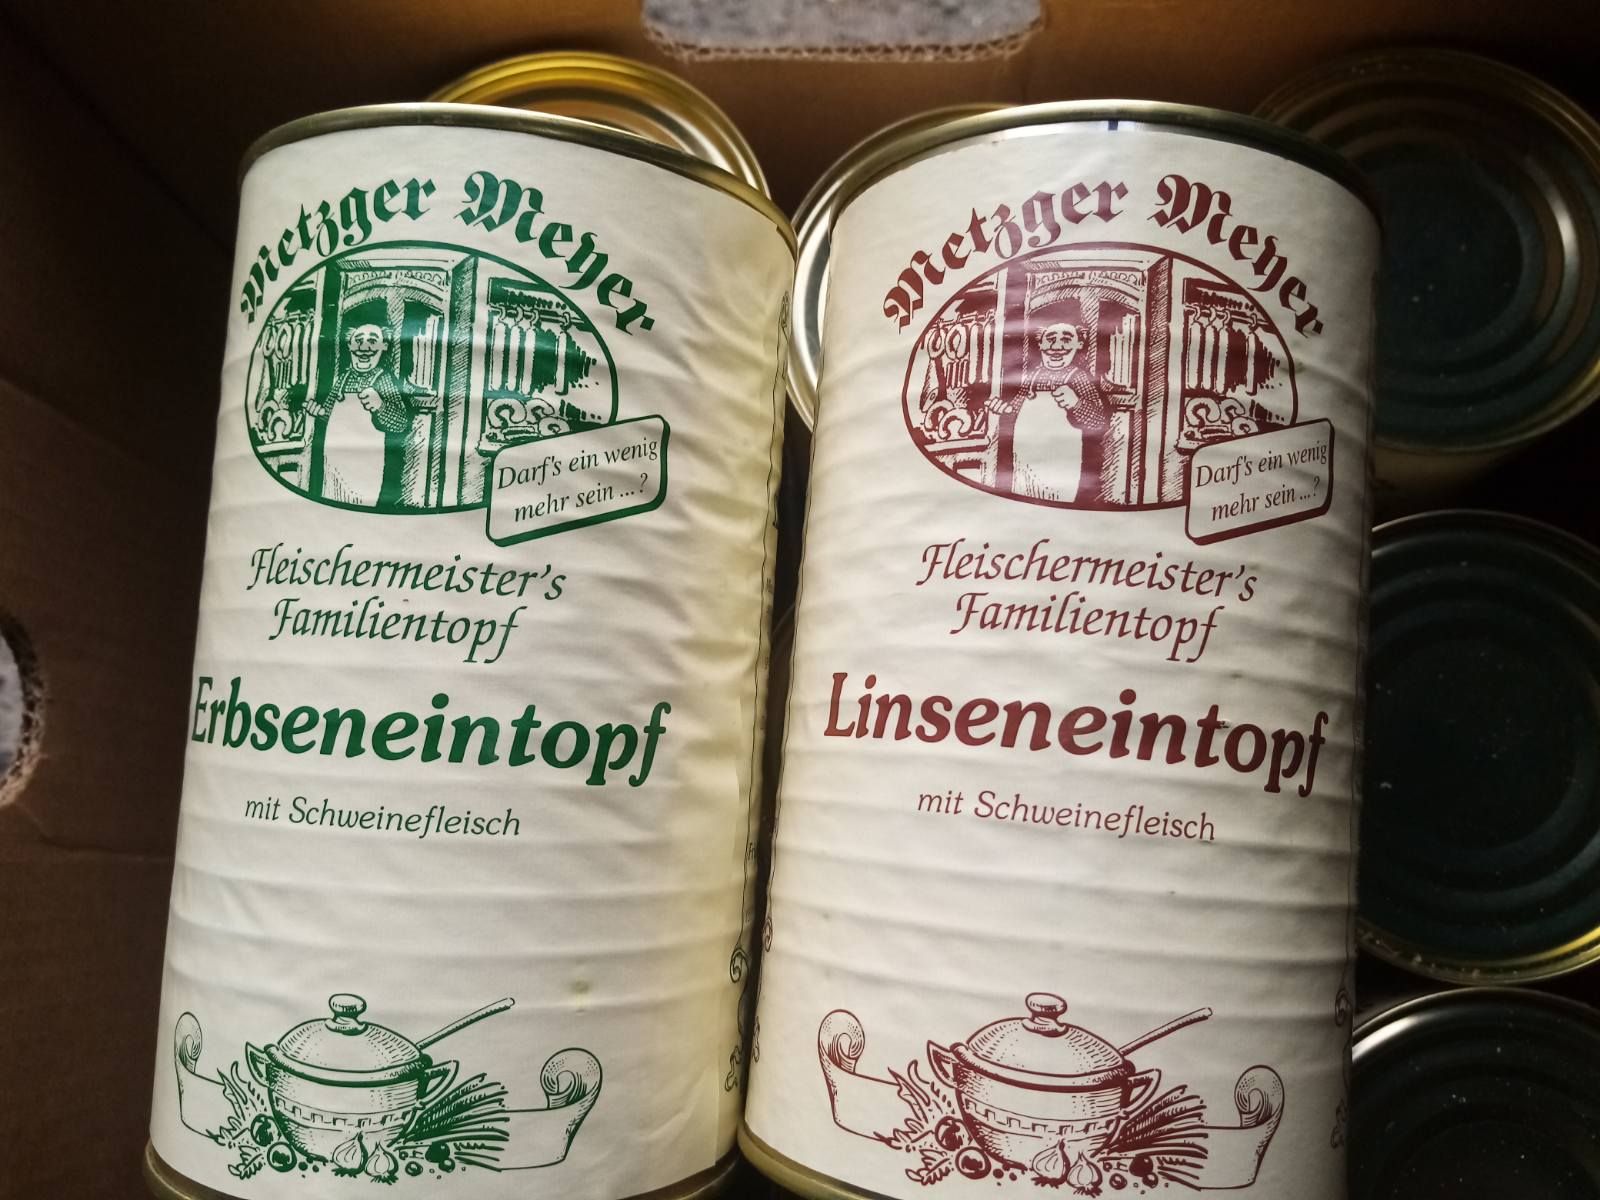 Metzger Meyer
Darf's ein wenig
mehr sein ...?
Fleischermeister's
Familientopf
Erbseneintopf
mit Schweinefleisch
Metzger Meyer
Darf's ein wenig
mehr sein ...?
Fleischermeister's
Familientopf
Linseneintopf
mit Schweinefleisch